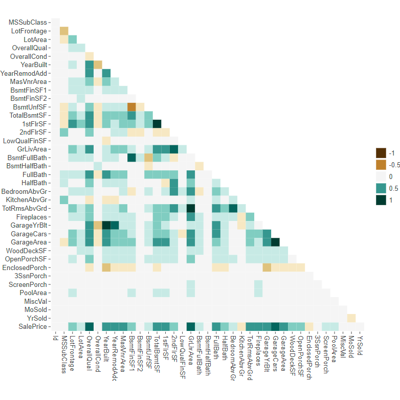 MSSubClass
LotFrontage
LotArea
OverallQual
OverallCond
YearBuilt
YearRemodAdd
MasVnrArea
BsmtFinSF1
BsmtFinSF2
BsmtUnfSF
TotalBsmtSF
1stFlrSF
2ndFlrSF
LowQualFinSF
GrLivArea
BsmtFullBath
BsmtHalfBath
FullBath
HalfBath
BedroomAbvGr
KitchenAbvGr
TotRmsAbvGrd
Fireplaces
GarageYrBlt
GarageCars
GarageArea
WoodDeckSF
OpenPorchSF
EnclosedPorch
3SsnPorch
ScreenPorch
PoolArea
MiscVal
MoSold
YrSold
SalePrice
Id
MSSubClass
LotFrontage
LotArea
OverallQual
OverallCond
YearBuilt
YearRemodAdd
MasVnrArea
BsmtFinSF1
BsmtFinSF2
BsmtUnfSF
TotalBsmtSF
1stFlrSF
2ndFlrSF
LowQualFinSF
GrLivArea
BsmtFullBath
BsmtHalfBath
FullBath
HalfBath
BedroomAbvGr
KitchenAbvGr
TotRmsAbvGrd
Fireplaces
GarageYrBlt
GarageCars
GarageArea
WoodDeckSF
OpenPorchSF
EnclosedPorch
3SsnPorch
ScreenPorch
PoolArea
MiscVal
MoSold
YrSold
-1
-0.5
0
0.5
1